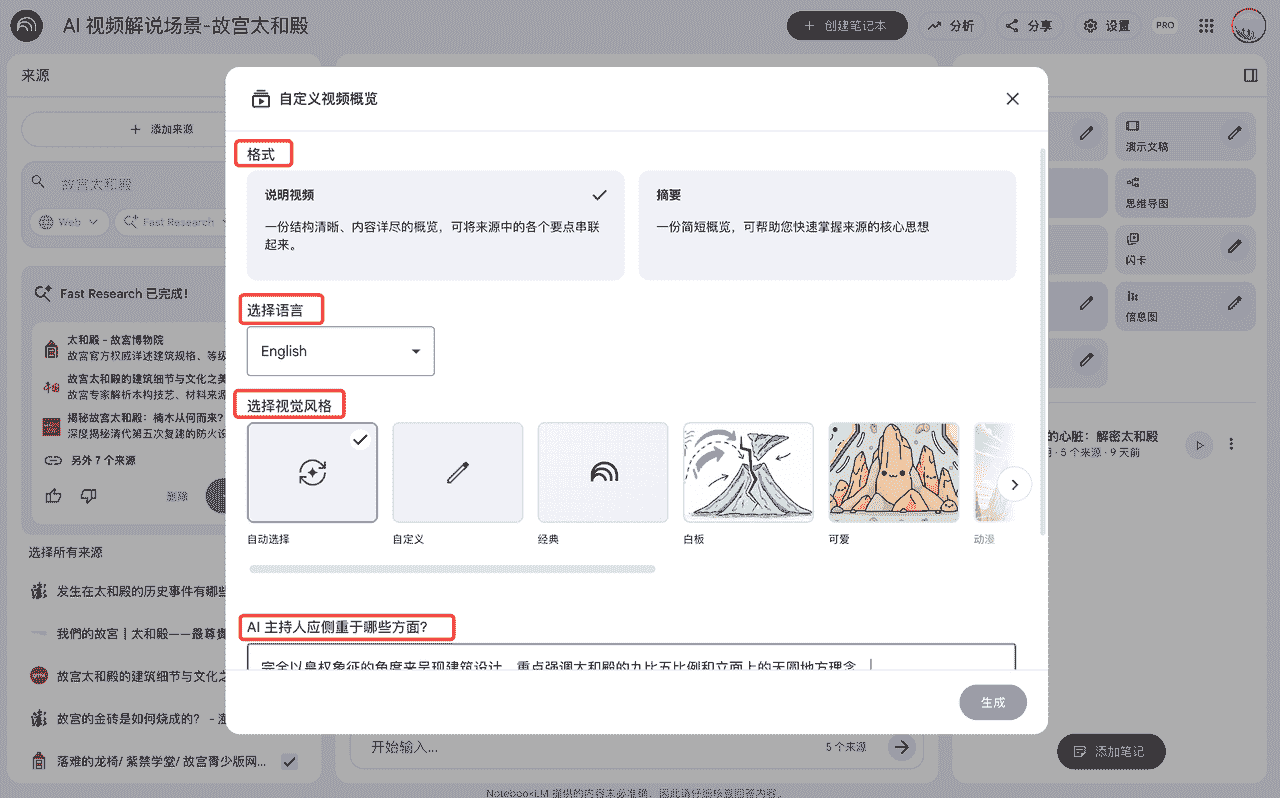 AI 视频解说场景-故宫太和殿
创建笔记本
分析
分享
设置
PRO
来源
添加来源
故宫太和殿
Web
Fast Research
Fast Research 已完成!
太和殿 - 故宫博物院
故宫官方权威详述建筑规格、等级
故宫太和殿的建筑细节与文化之美
故宫专家解析木构技艺、材料来源
揭秘故宫太和殿：楠木从何而来?
深度揭秘清代第五次复建的防火设
另外 7 个来源
删除
选择所有来源
发生在太和殿的历史事件有哪些
我們的故宮｜太和殿——最尊貴
故宫太和殿的建筑细节与文化之
故宫的金砖是如何烧成的? - 澎
落难的龙椅/ 紫禁学堂/ 故宫青少版网...
自定义视频概览
格式
说明视频
一份结构清晰、内容详尽的概览，可将来源中的各个要点串联
起来。
摘要
一份简短概览，可帮助您快速掌握来源的核心思想
选择语言
English
选择视觉风格
自动选择
自定义
经典
白板
可爱
动漫
AI 主持人应侧重于哪些方面?
完全以皇权象征的角度来呈现建筑设计，重点强调太和殿的九比五比例和立面上的天圆地方理念。
生成
开始输入...
5 个来源
演示文稿
思维导图
闪卡
信息图
的心脏：解密太和殿
5 个来源 · 9 天前
添加笔记
NotebookLM 提供的内容未必准确，因此请仔细核查回答内容。